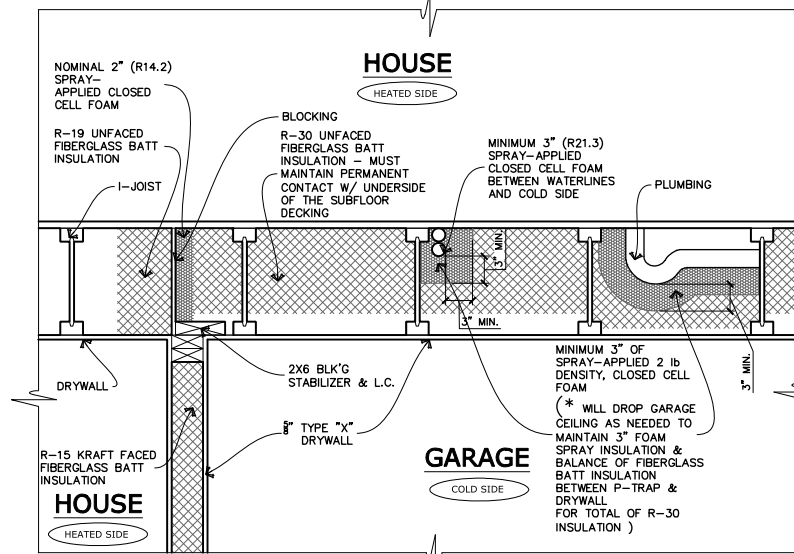 HOUSE
HEATED SIDE
NOMINAL 2" (R14.2)
SPRAY-
APPLIED CLOSED
CELL FOAM
R-19 UNFACED
FIBERGLASS BATT
INSULATION
I-JOIST
BLOCKING
R-30 UNFACED
FIBERGLASS BATT
INSULATION - MUST
MAINTAIN PERMANENT
CONTACT W/ UNDERSIDE
OF THE SUBFLOOR
DECKING
MINIMUM 3" (R21.3)
SPRAY-APPLIED
CLOSED CELL FOAM
BETWEEN WATERLINES
AND COLD SIDE
PLUMBING
3" MIN.
3" MIN.
3" MIN.
DRYWALL
2X6 BLK'G
STABILIZER & L.C.
5/8" TYPE "X"
DRYWALL
R-15 KRAFT FACED
FIBERGLASS BATT
INSULATION
HOUSE
HEATED SIDE
GARAGE
COLD SIDE
MINIMUM 3" OF
SPRAY-APPLIED 2 lb
DENSITY, CLOSED CELL
FOAM
(* WILL DROP GARAGE
CEILING AS NEEDED TO
MAINTAIN 3" FOAM
SPRAY INSULATION &
BALANCE OF FIBERGLASS
BATT INSULATION
BETWEEN P-TRAP &
DRYWALL
FOR TOTAL OF R-30
INSULATION )